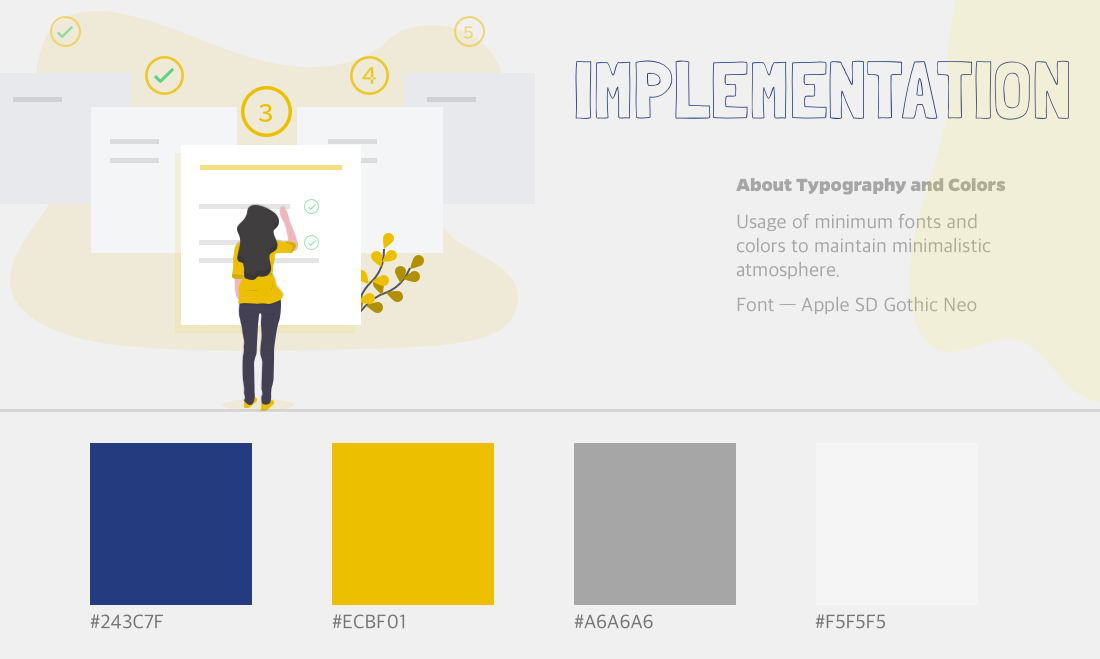 5
4
3
IMPLEMENTATION
About Typography and Colors
Usage of minimum fonts and
colors to maintain minimalistic
atmosphere.
Font — Apple SD Gothic Neo
#243C7F
#ECBF01
#A6A6A6
#F5F5F5